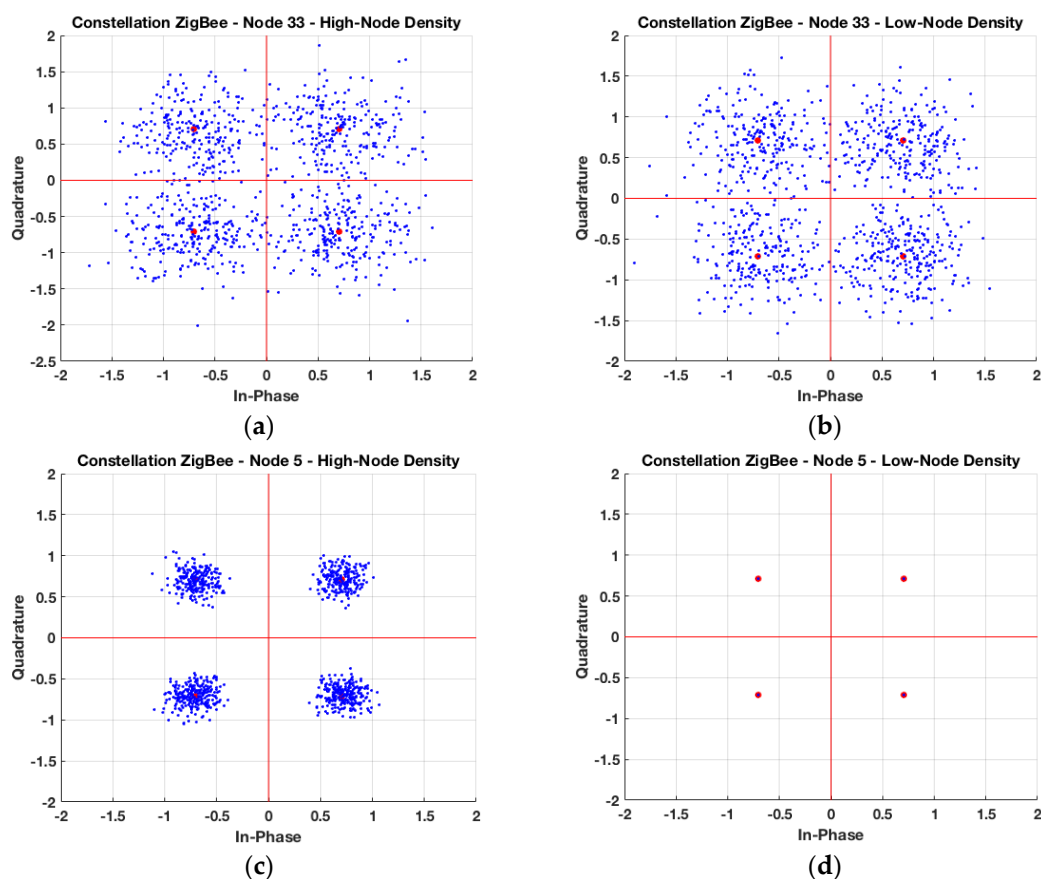 Constellation ZigBee - Node 33 - High-Node Density
2
1.5
1
0.5
0
-0.5
-1
-1.5
-2
-2.5
Quadrature
-2 -1.5 -1 -0.5 0 0.5 1 1.5 2
In-Phase
(a)
Constellation ZigBee - Node 33 - Low-Node Density
2
1.5
1
0.5
0
-0.5
-1
-1.5
-2
Quadrature
-2 -1.5 -1 -0.5 0 0.5 1 1.5 2
In-Phase
(b)
Constellation ZigBee - Node 5 - High-Node Density
2
1.5
1
0.5
0
-0.5
-1
-1.5
-2
Quadrature
-2 -1.5 -1 -0.5 0 0.5 1 1.5 2
In-Phase
(c)
Constellation ZigBee - Node 5 - Low-Node Density
2
1.5
1
0.5
0
-0.5
-1
-1.5
-2
Quadrature
-2 -1.5 -1 -0.5 0 0.5 1 1.5 2
In-Phase
(d)